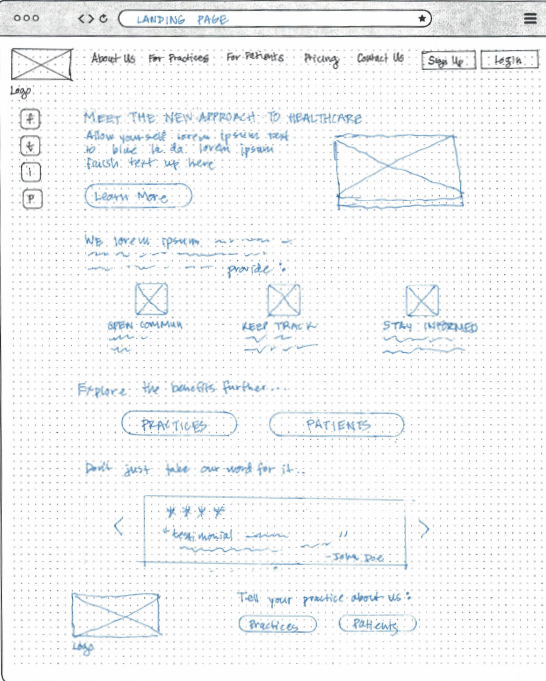 LANDING PAGE
About Us For Practices For Patients Pricing Contact Us Sign Up Login
Logo
f
t
I
P
MEET THE NEW APPROACH TO HEALTHCARE
Allow yourself lorem ipsum text
to blue la da lorem ipsum
finish text up here
Learn More
We lorem ipsum
provide :
OPEN COMMUN KEEP TRACK STAY INFORMED
Explore the benefits further...
PRACTICES PATIENTS
Don't just take our word for it..
"testimonial "
-John Doe
Tell your practice about us:
Practices Patients
Logo